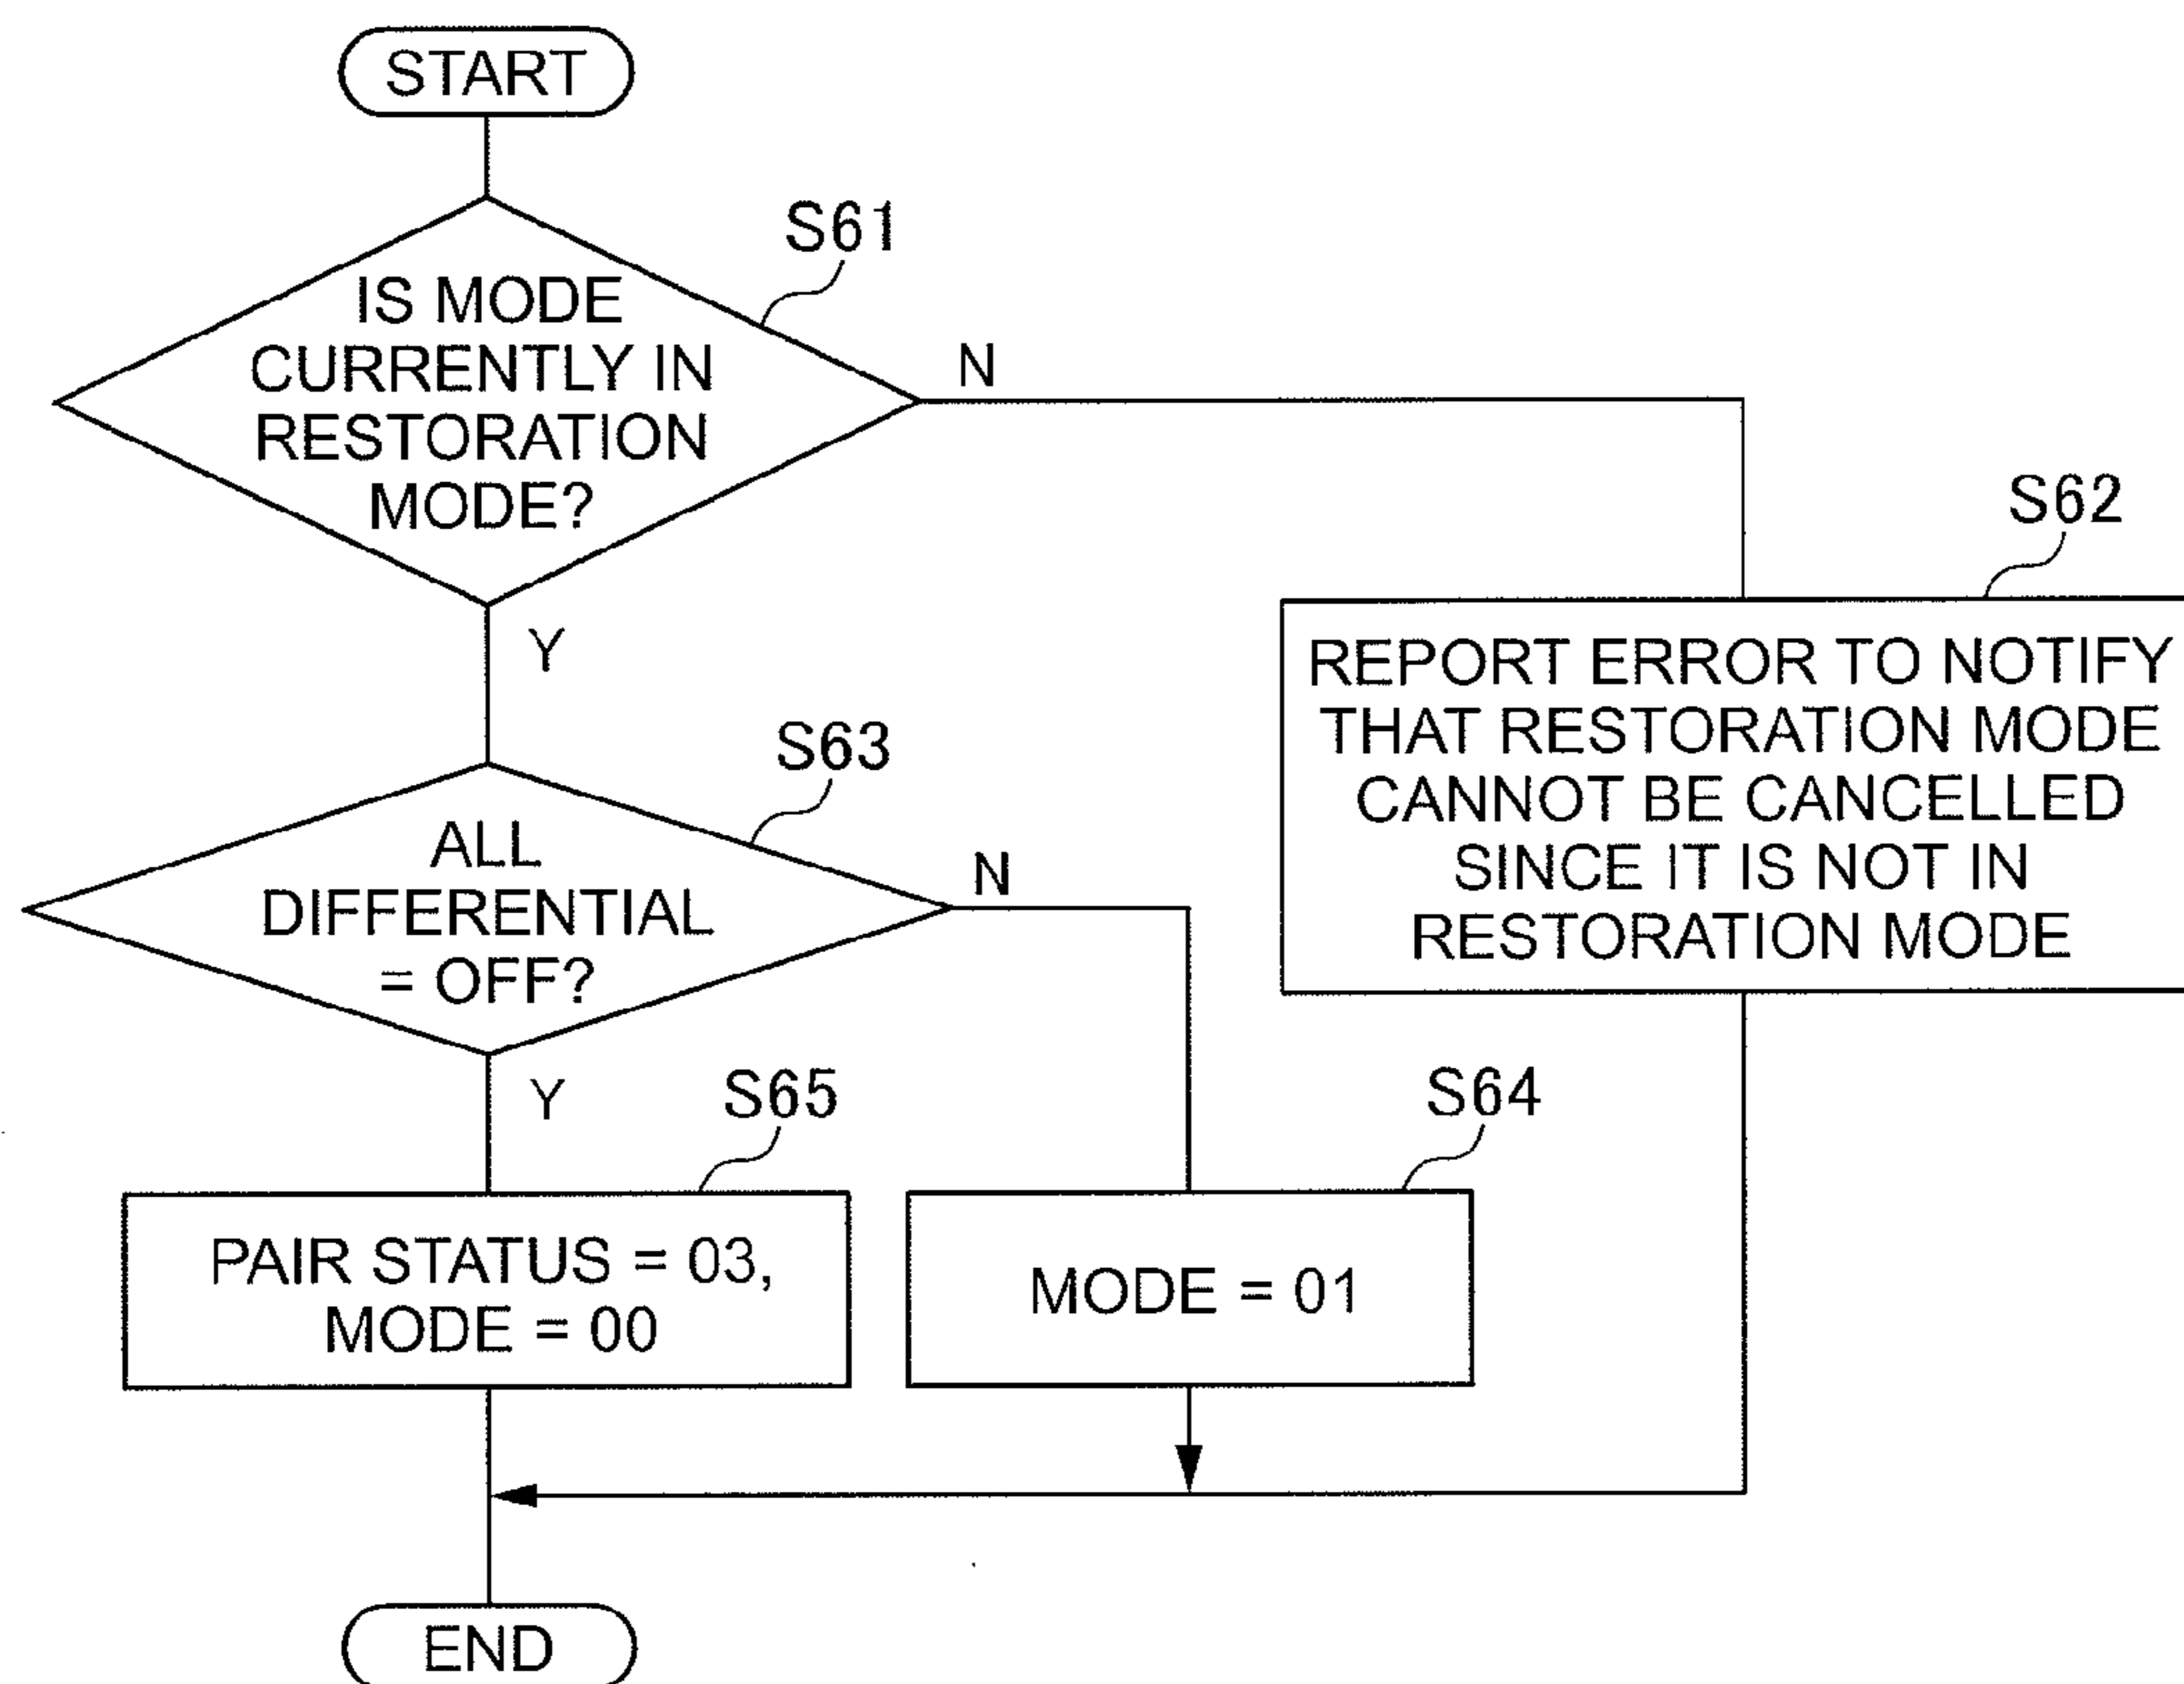 START
S61
IS MODE
CURRENTLY IN
RESTORATION
MODE?
N
Y
S62
REPORT ERROR TO NOTIFY
THAT RESTORATION MODE
CANNOT BE CANCELLED
SINCE IT IS NOT IN
RESTORATION MODE
S63
ALL
DIFFERENTIAL
= OFF?
N
Y
S65
PAIR STATUS = 03,
MODE = 00
S64
MODE = 01
END